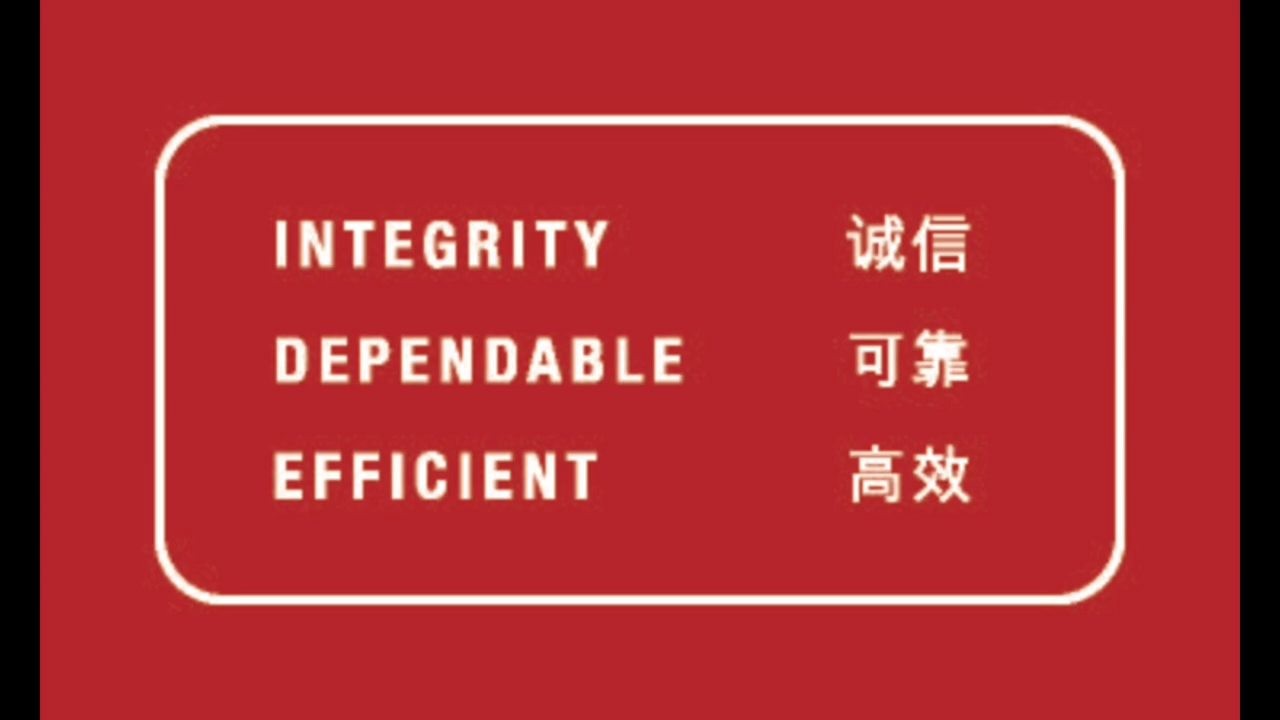 INTEGRITY 诚信
DEPENDABLE 可靠
EFFICIENT 高效